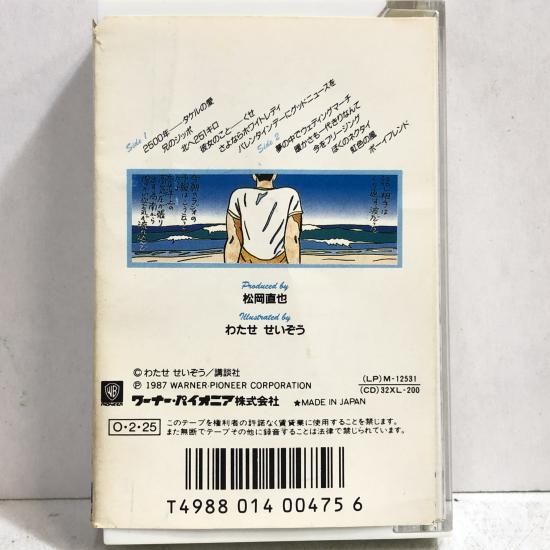 Side 1
2500年——タケルの愛
兄のジッポ
北へ251キロ
彼女のこと——くせ
さよならホワイトレディ
バレンタインデーにグッドニュースを
Side 2
夢の中でウェディングマーチ
確かさも一代きりなんて
今をフリージング
ぼくのネクタイ
虹色の風
ボーイフレンド
Produced by
松岡直也
Illustrated by
わたせ せいぞう
© わたせ せいぞう/講談社
Ⓟ 1987 WARNER-PIONEER CORPORATION
WB
PIONEER
ワーナー・パイオニア株式会社 ★MADE IN JAPAN
(LP)M-12531
(CD)32XL-200
O・2・25
このテープを権利者の許諾なく賃貸業に使用することを禁じます。
また無断でテープその他に録音することは法律で禁じられています。
T4988 014 00475 6